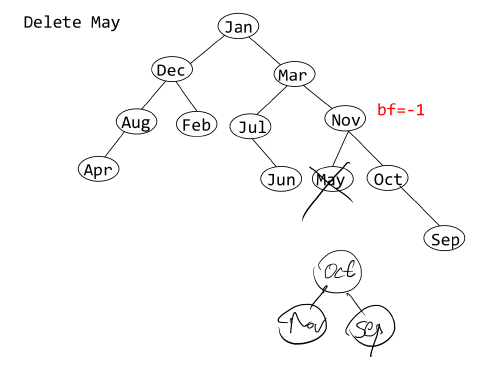 Delete May
Jan
Dec
Mar
Aug
Feb
Jul
Nov
bf=-1
Apr
Jun
May
Oct
Sep
Oct
Nov
Sep